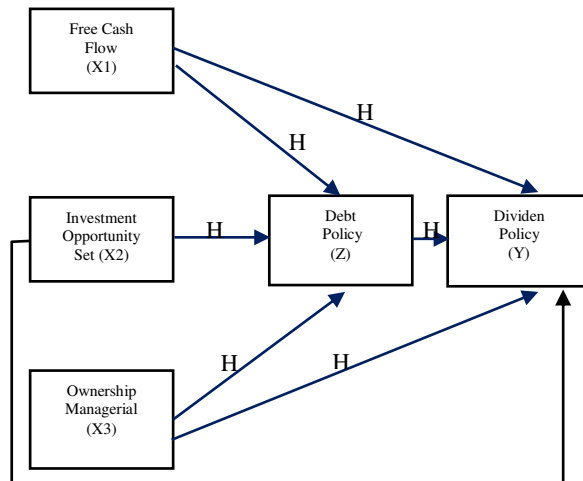 Free Cash
Flow
(X1)
H
H
Investment
Opportunity
Set (X2)
H
Debt
Policy
(Z)
H
Dividen
Policy
(Y)
H
H
Ownership
Managerial
(X3)